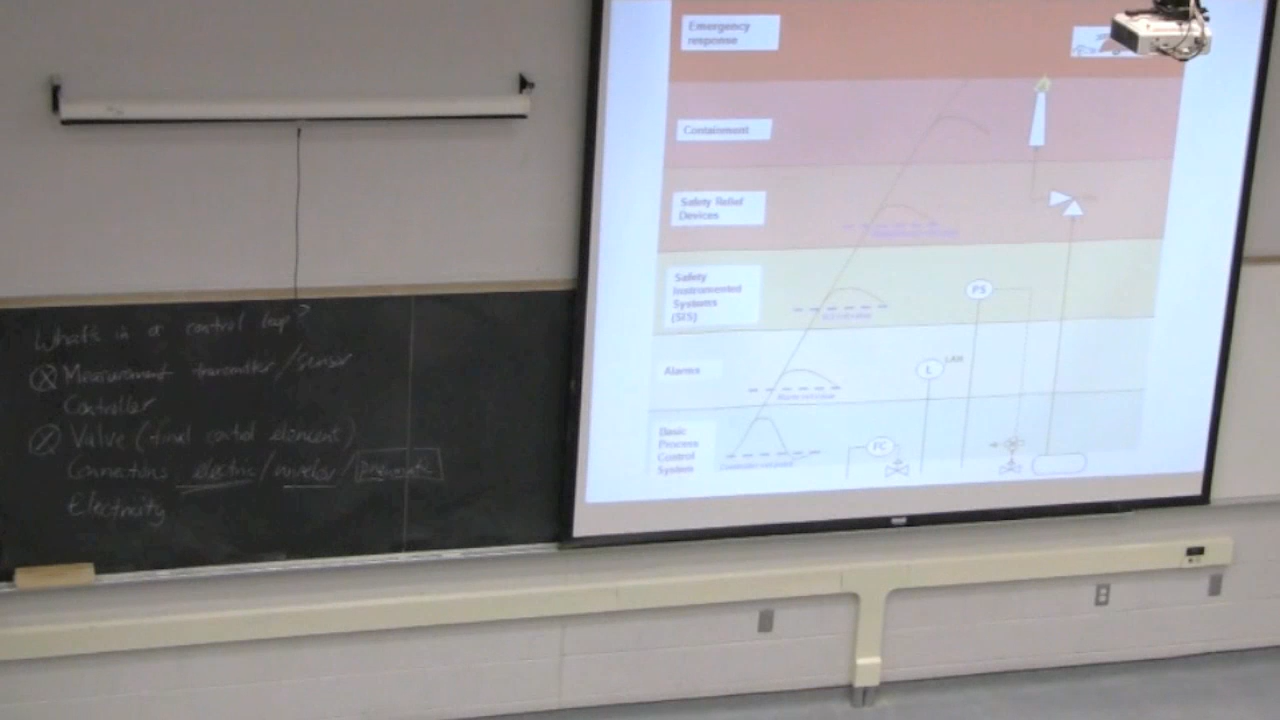 What's in a control loop?
Measurement transmitter/sensor
Controller
Valve (final control element)
Connections: electric/wireless/pneumatic
Electricity
Emergency
response
Containment
Safety Relief
Devices
Safety
Instrumented
Systems
(SIS)
PS
Alarms
L
LAH
Basic
Process
Control
System
FC